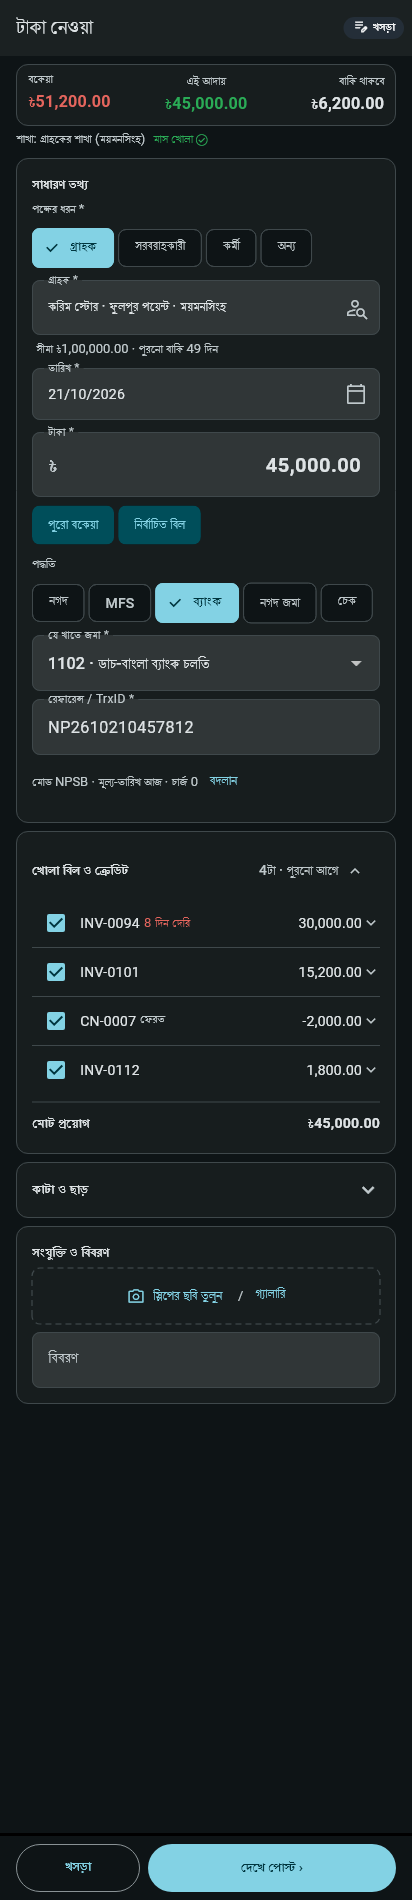 টাকা নেওয়া
খসড়া
বকেয়া এই আদায় বাকি থাকবে
৳51,200.00 ৳45,000.00 ৳6,200.00
শাখা: গ্রাহকের শাখা (ময়মনসিংহ) মাস খোলা
সাধারণ তথ্য
পক্ষের ধরন *
গ্রাহক সরবরাহকারী কর্মী অন্য
গ্রাহক *
করিম স্টোর · ফুলপুর পয়েন্ট · ময়মনসিংহ
সীমা ৳1,00,000.00 · পুরনো বাকি 49 দিন
তারিখ *
21/10/2026
টাকা *
৳ 45,000.00
পুরো বকেয়া নির্বাচিত বিল
পদ্ধতি
নগদ MFS ব্যাংক নগদ জমা চেক
যে খাতে জমা *
1102 · ডাচ-বাংলা ব্যাংক চলতি
রেফারেন্স / TrxID *
NP2610210457812
মোড NPSB · মূল্য-তারিখ আজ · চার্জ 0 বদলান
খোলা বিল ও ক্রেডিট 4টা · পুরনো আগে
INV-0094 8 দিন দেরি 30,000.00
INV-0101 15,200.00
CN-0007 ফেরত -2,000.00
INV-0112 1,800.00
মোট প্রয়োগ ৳45,000.00
কাটা ও ছাড়
সংযুক্তি ও বিবরণ
স্লিপের ছবি তুলুন / গ্যালারি
বিবরণ
খসড়া দেখে পোস্ট ›